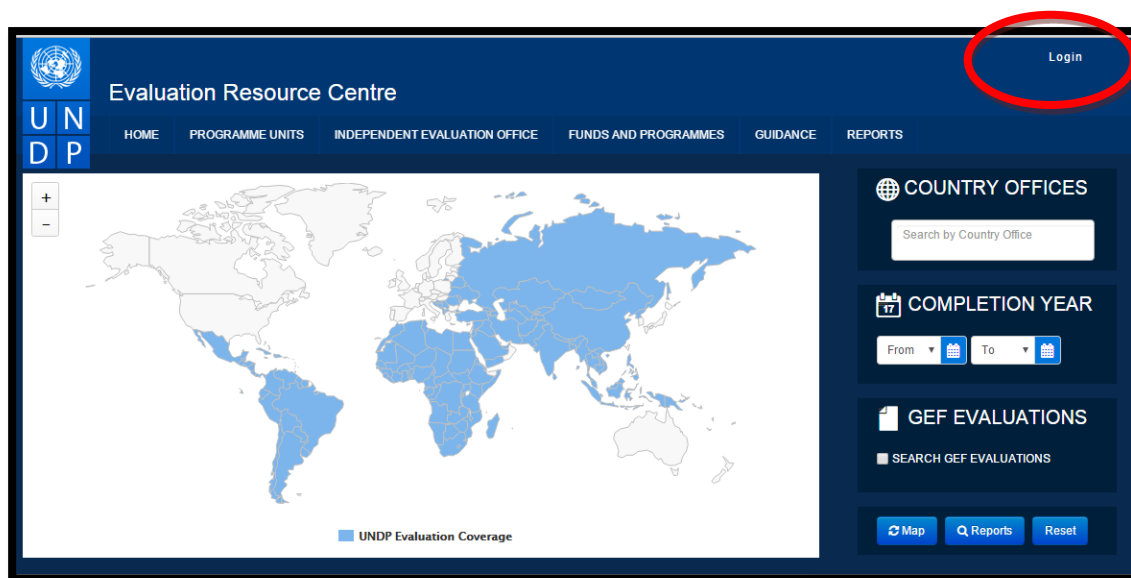 Login
Evaluation Resource Centre
U N
D P
HOME PROGRAMME UNITS INDEPENDENT EVALUATION OFFICE FUNDS AND PROGRAMMES GUIDANCE REPORTS
+
-
COUNTRY OFFICES
Search by Country Office
17 COMPLETION YEAR
From To
GEF EVALUATIONS
SEARCH GEF EVALUATIONS
UNDP Evaluation Coverage
Map Reports Reset